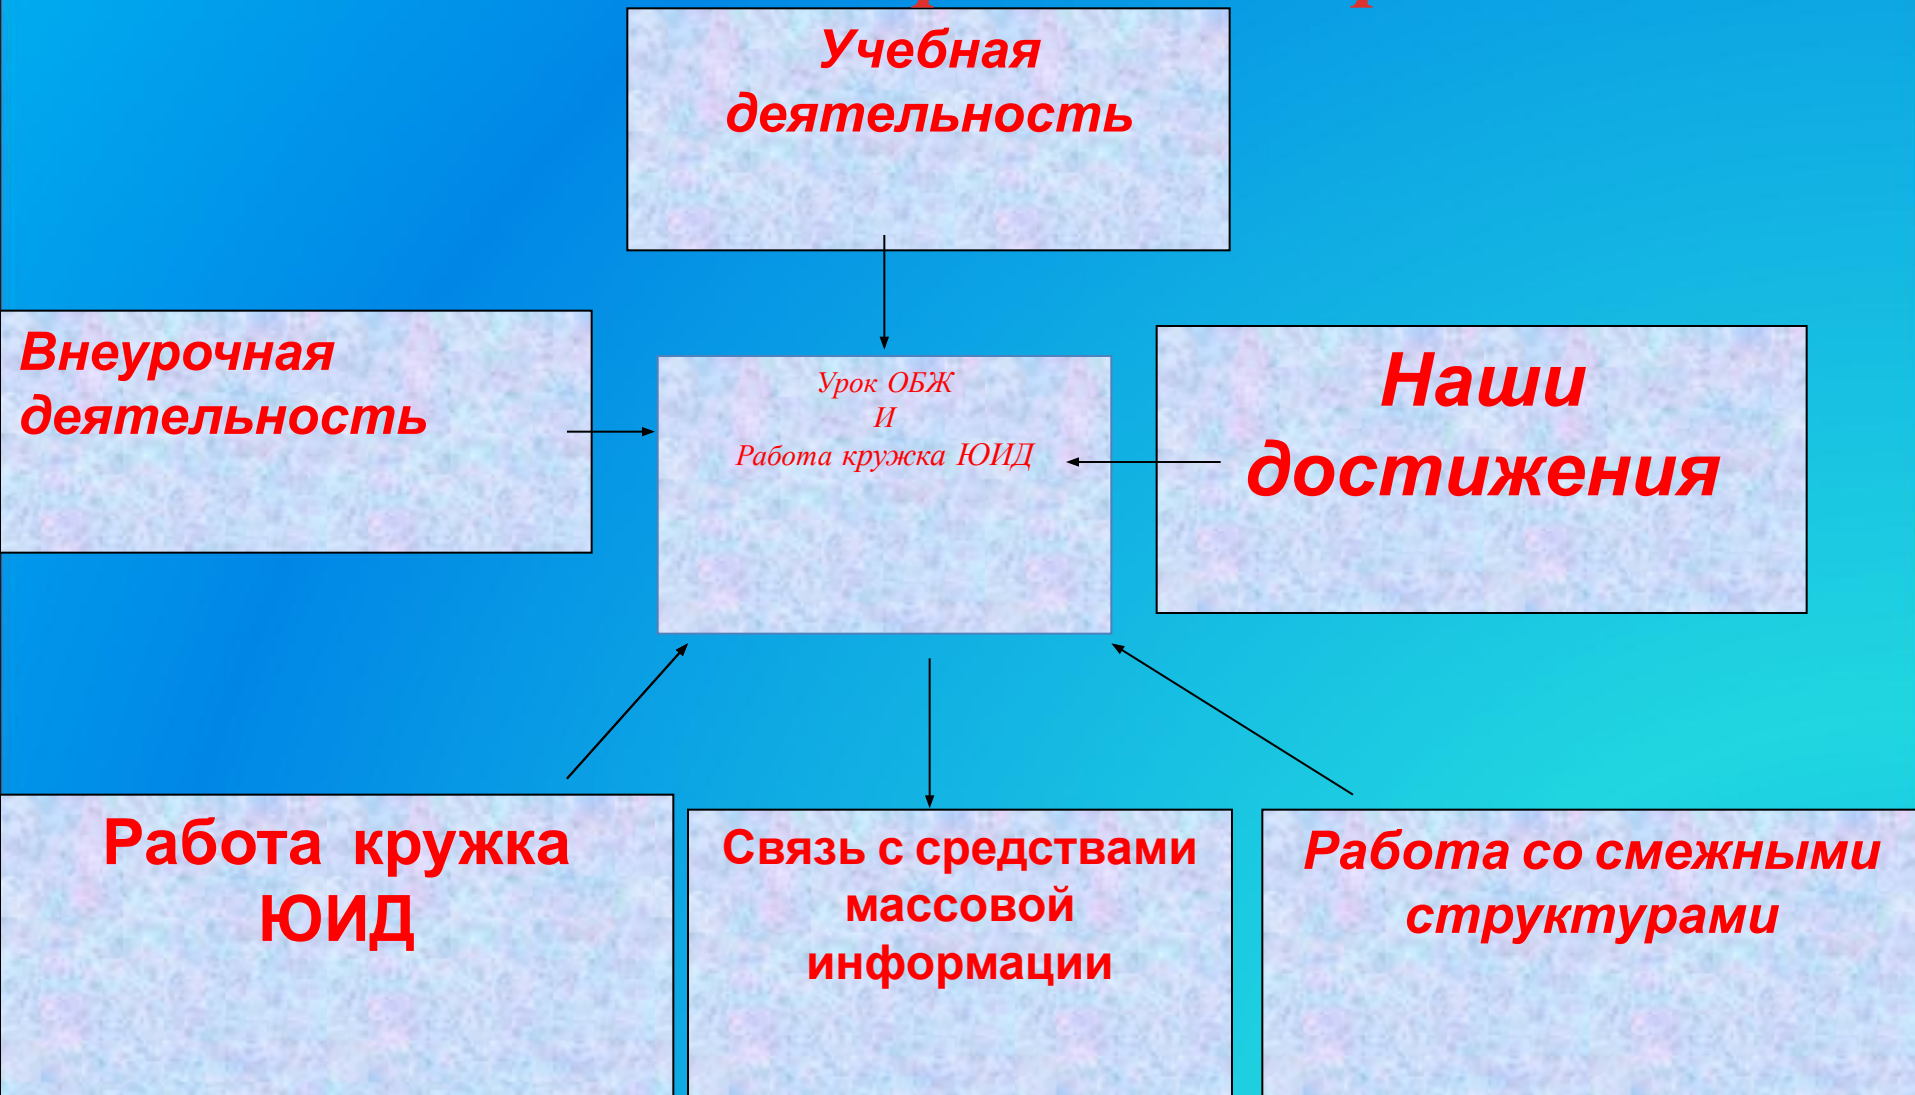 Учебная
деятельность
Внеурочная
деятельность
Урок ОБЖ
И
Работа кружка ЮИД
Наши
достижения
Работа кружка
ЮИД
Связь с средствами
массовой
информации
Работа со смежными
структурами